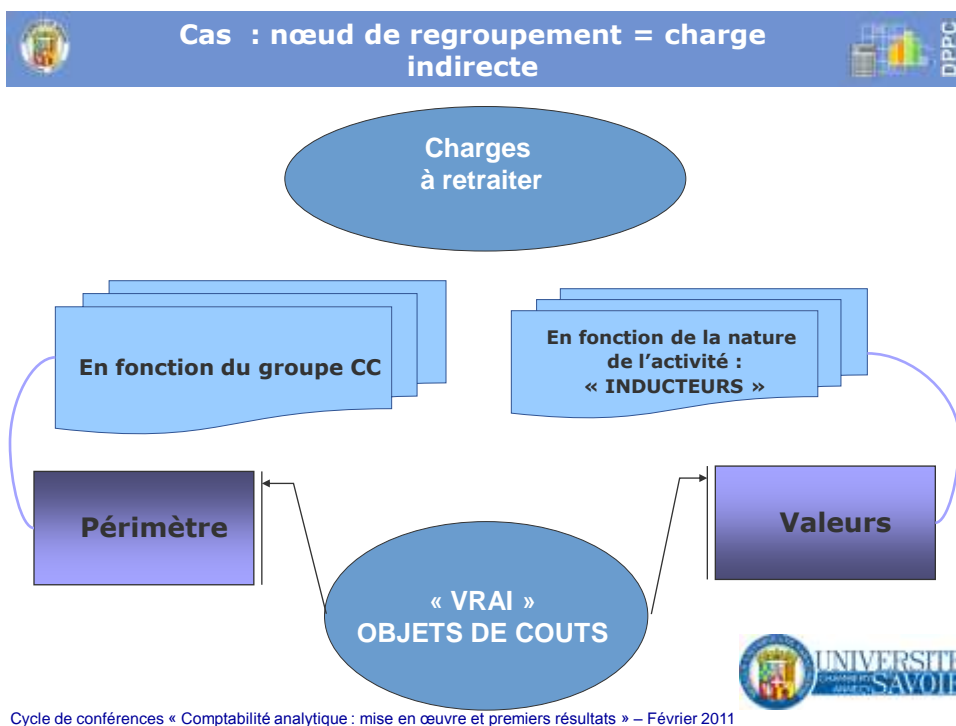 Cas  : nœud de regroupement = charge
indirecte
DPPC
Charges
à retraiter
En fonction du groupe CC
En fonction de la nature
de l’activité :
« INDUCTEURS »
Périmètre
Valeurs
« VRAI »
OBJETS DE COUTS
UNIVERSITE
SAVOIE
Cycle de conférences « Comptabilité analytique : mise en œuvre et premiers résultats » – Février 2011